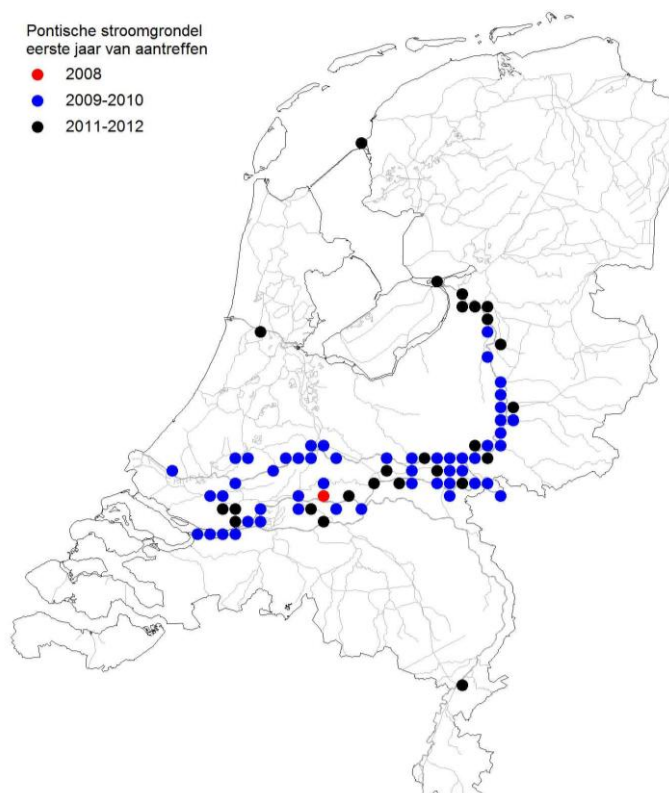 Pontische stroomgrondel
eerste jaar van aantreffen
2008
2009-2010
2011-2012